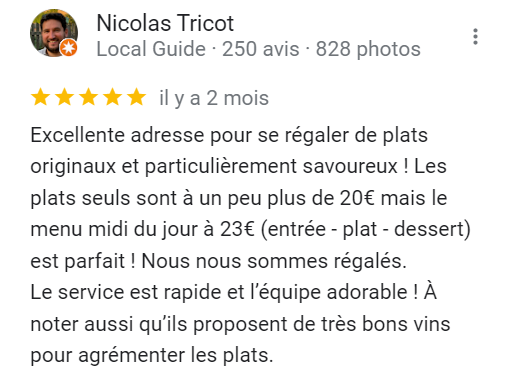 Nicolas Tricot
Local Guide · 250 avis · 828 photos
il y a 2 mois
Excellente adresse pour se régaler de plats
originaux et particulièrement savoureux ! Les
plats seuls sont à un peu plus de 20€ mais le
menu midi du jour à 23€ (entrée - plat - dessert)
est parfait ! Nous nous sommes régalés.
Le service est rapide et l’équipe adorable ! À
noter aussi qu’ils proposent de très bons vins
pour agrémenter les plats.